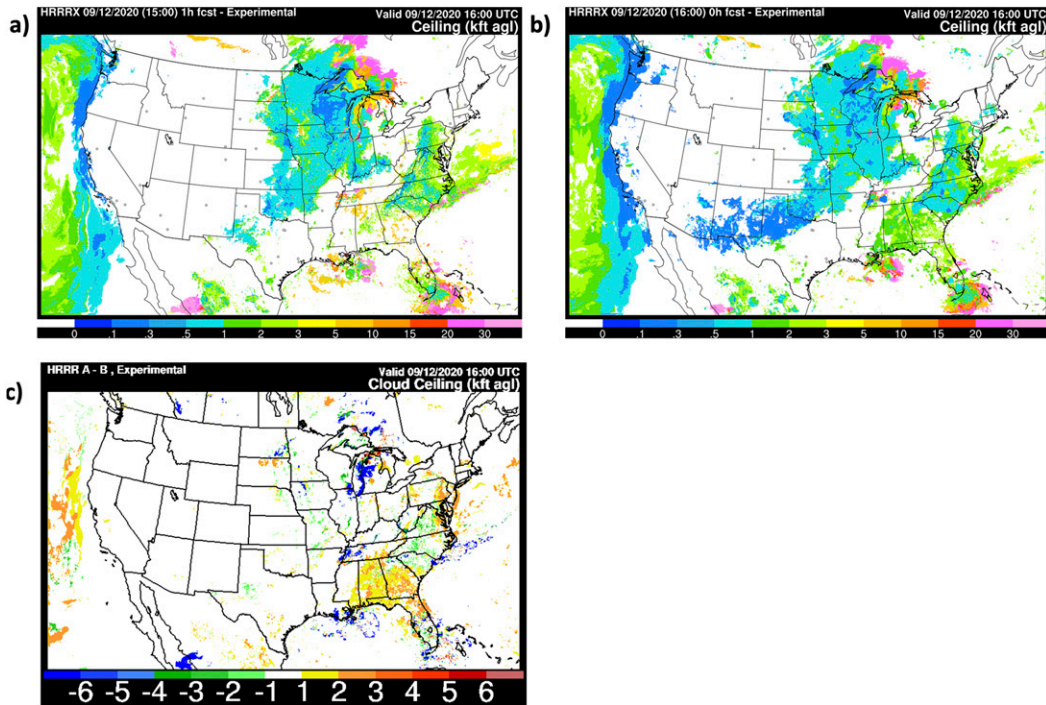 a)
HRRRX 09/12/2020 (15:00) 1h fcst - Experimental
Valid 09/12/2020 16:00 UTC
Ceiling (kft agl)
0 .1 .3 .5 1 2 3 5 10 15 20 30
b)
HRRRX 09/12/2020 (16:00) 0h fcst - Experimental
Valid 09/12/2020 16:00 UTC
Ceiling (kft agl)
0 .1 .3 .5 1 2 3 5 10 15 20 30
c)
HRRR A - B , Experimental
Valid 09/12/2020 16:00 UTC
Cloud Ceiling (kft agl)
-6 -5 -4 -3 -2 -1 1 2 3 4 5 6